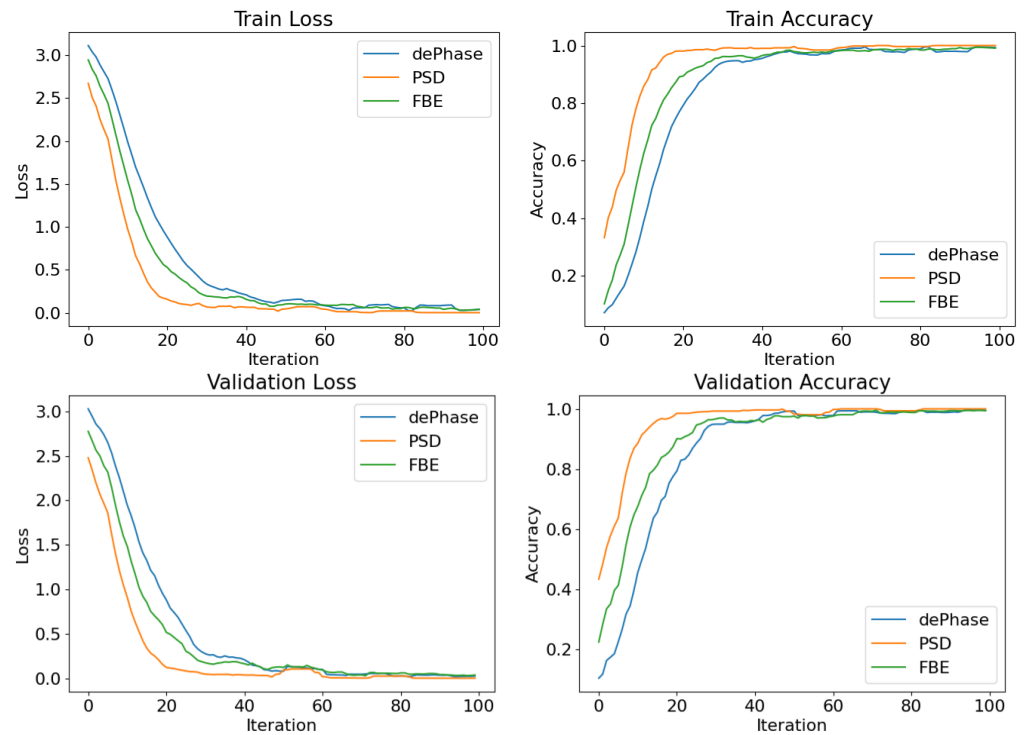 Train Loss
3.0
2.5
2.0
1.5
1.0
0.5
0.0
Loss
dePhase
PSD
FBE
0 20 40 60 80 100
Iteration
Train Accuracy
1.0
0.8
0.6
0.4
0.2
Accuracy
dePhase
PSD
FBE
0 20 40 60 80 100
Iteration
Validation Loss
3.0
2.5
2.0
1.5
1.0
0.5
0.0
Loss
dePhase
PSD
FBE
0 20 40 60 80 100
Iteration
Validation Accuracy
1.0
0.8
0.6
0.4
0.2
Accuracy
dePhase
PSD
FBE
0 20 40 60 80 100
Iteration